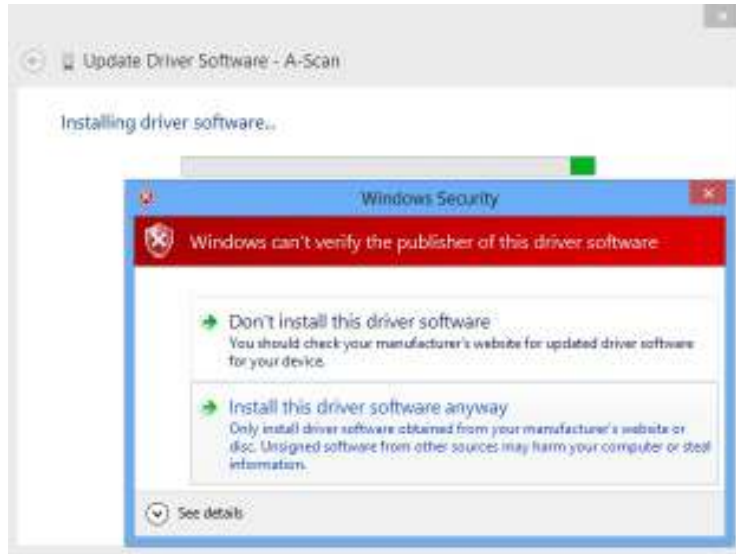 Update Driver Software - A-Scan
Installing driver software...
Windows Security
Windows can't verify the publisher of this driver software
Don't install this driver software
You should check your manufacturer's website for updated driver software
for your device.
Install this driver software anyway
Only install driver software obtained from your manufacturer's website or
disc. Unsigned software from other sources may harm your computer or steal
information.
See details